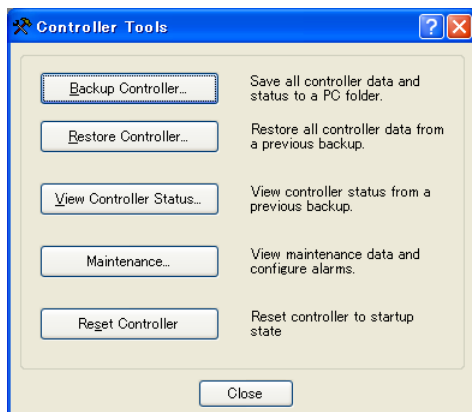 Controller Tools
Backup Controller...
Save all controller data and
status to a PC folder.
Restore Controller...
Restore all controller data from
a previous backup.
View Controller Status...
View controller status from a
previous backup.
Maintenance...
View maintenance data and
configure alarms.
Reset Controller
Reset controller to startup
state
Close